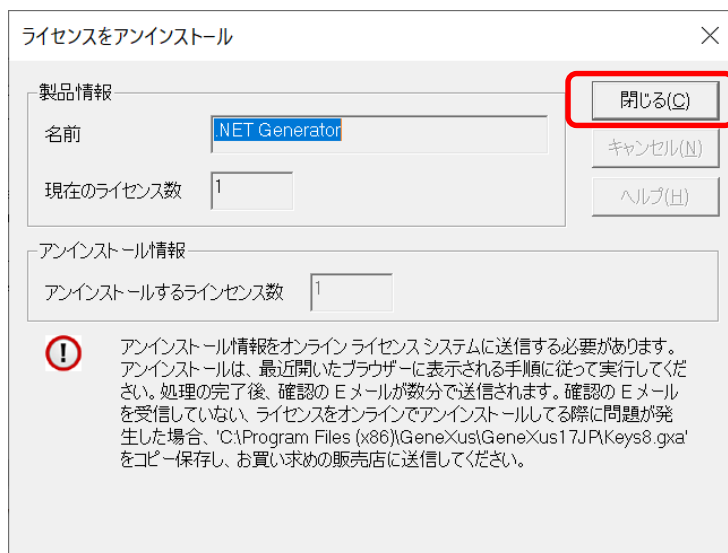 ライセンスをアンインストール
製品情報
名前
.NET Generator
現在のライセンス数
1
閉じる(C)
キャンセル(N)
ヘルプ(H)
アンインストール情報
アンインストールするラインセンス数
1
アンインストール情報をオンライン ライセンス システムに送信する必要があります。
アンインストールは、最近開いたブラウザーに表示される手順に従って実行してくだ
さい。処理の完了後、確認の E メールが数分で送信されます。確認の E メール
を受信していない、ライセンスをオンラインでアンインストールしてる際に問題が発
生した場合、'C:\Program Files (x86)\GeneXus\GeneXus17JP\Keys8.gxa'
をコピー保存し、お買い求めの販売店に送信してください。